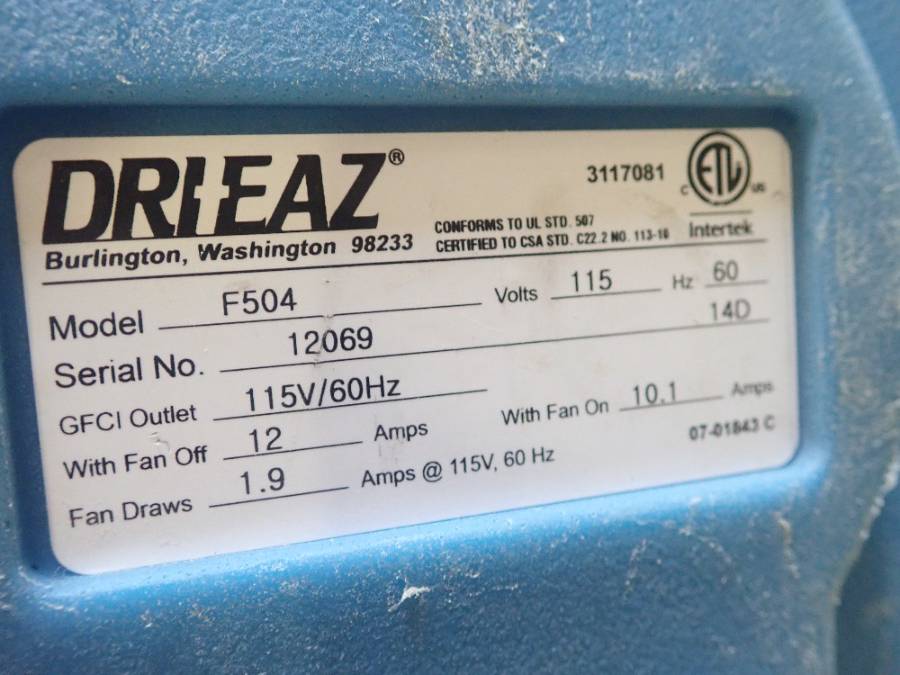 DRI-EAZ®
3117081
ETL
C US
Intertek
Burlington, Washington 98233
CONFORMS TO UL STD. 507
CERTIFIED TO CSA STD. C22.2 NO. 113-10
Model F504 Volts 115 Hz 60
Serial No. 12069 14D
GFCI Outlet 115V/60Hz
With Fan Off 12 Amps With Fan On 10.1 Amps
Fan Draws 1.9 Amps @ 115V, 60 Hz
07-01843 C